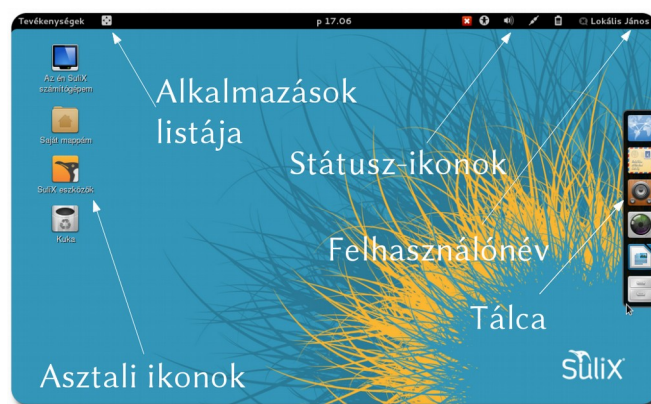 Tevékenységek
p 17.06
Lokális János
Az én SuliX
számítógépem
Saját mappám
SuliX eszközök
Kuka
Alkalmazások
listája
Státusz-ikonok
Felhasználónév
Tálca
Asztali ikonok
SuliX